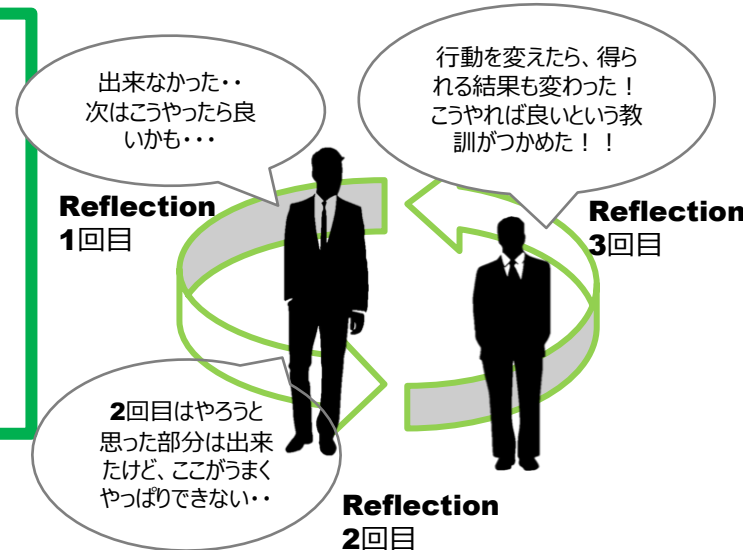 出来なかった・・
次はこうやったら良
いかも・・・
Reflection
1回目
2回目はやろうと
思った部分は出来
たけど、ここがうまく
やっぱりできない・・
Reflection
2回目
行動を変えたら、得ら
れる結果も変わった！
こうやれば良いという教
訓がつかめた！！
Reflection
3回目